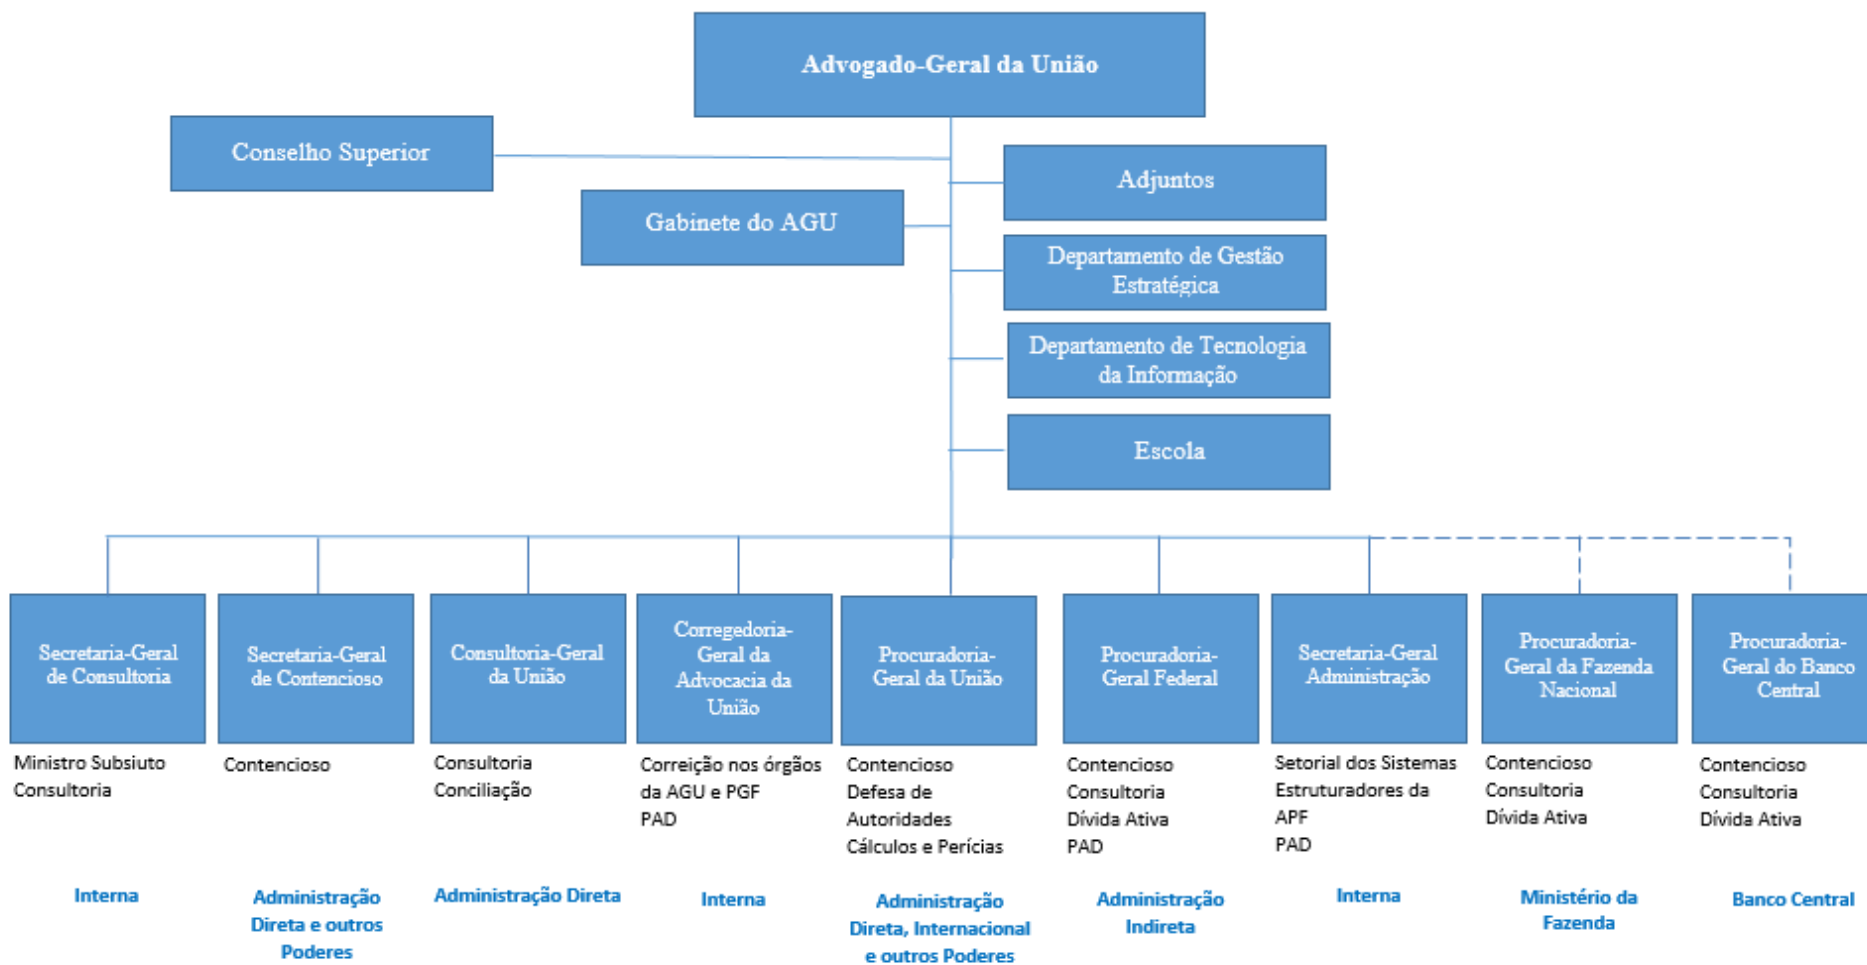 Advogado-Geral da União
Conselho Superior
Adjuntos
Gabinete do AGU
Departamento de Gestão
Estratégica
Departamento de Tecnologia
da Informação
Escola
Secretaria-Geral
de Consultoria
Ministro Subsiuto
Consultoria
Interna
Secretaria-Geral
de Contencioso
Contencioso
Administração
Direta e outros
Poderes
Consultoria-Geral
da União
Consultoria
Conciliação
Administração Direta
Corregedoria-
Geral da
Advocacia da
União
Correição nos órgãos
da AGU e PGF
PAD
Interna
Procuradoria-
Geral da União
Contencioso
Defesa de
Autoridades
Cálculos e Perícias
Administração
Direta, Internacional
e outros Poderes
Procuradoria-
Geral Federal
Contencioso
Consultoria
Dívida Ativa
PAD
Administração
Indireta
Secretaria-Geral
Administração
Setorial dos Sistemas
Estruturadores da
APF
PAD
Interna
Procuradoria-
Geral da Fazenda
Nacional
Contencioso
Consultoria
Dívida Ativa
Ministério da
Fazenda
Procuradoria-
Geral do Banco
Central
Contencioso
Consultoria
Dívida Ativa
Banco Central